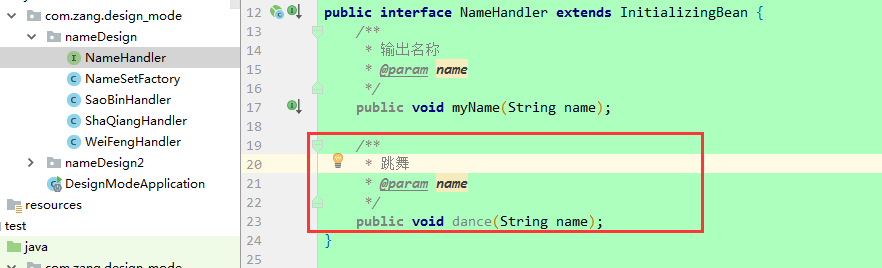 com.zang.design_mode
nameDesign
NameHandler
NameSetFactory
SaoBinHandler
ShaQiangHandler
WeiFengHandler
nameDesign2
DesignModeApplication
resources
test
java
com.zang.design_mode
12 public interface NameHandler extends InitializingBean {
13 /**
14 * 输出名称
15 * @param name
16 */
17 public void myName(String name);
18
19 /**
20 * 跳舞
21 * @param name
22 */
23 public void dance(String name);
24 }
25